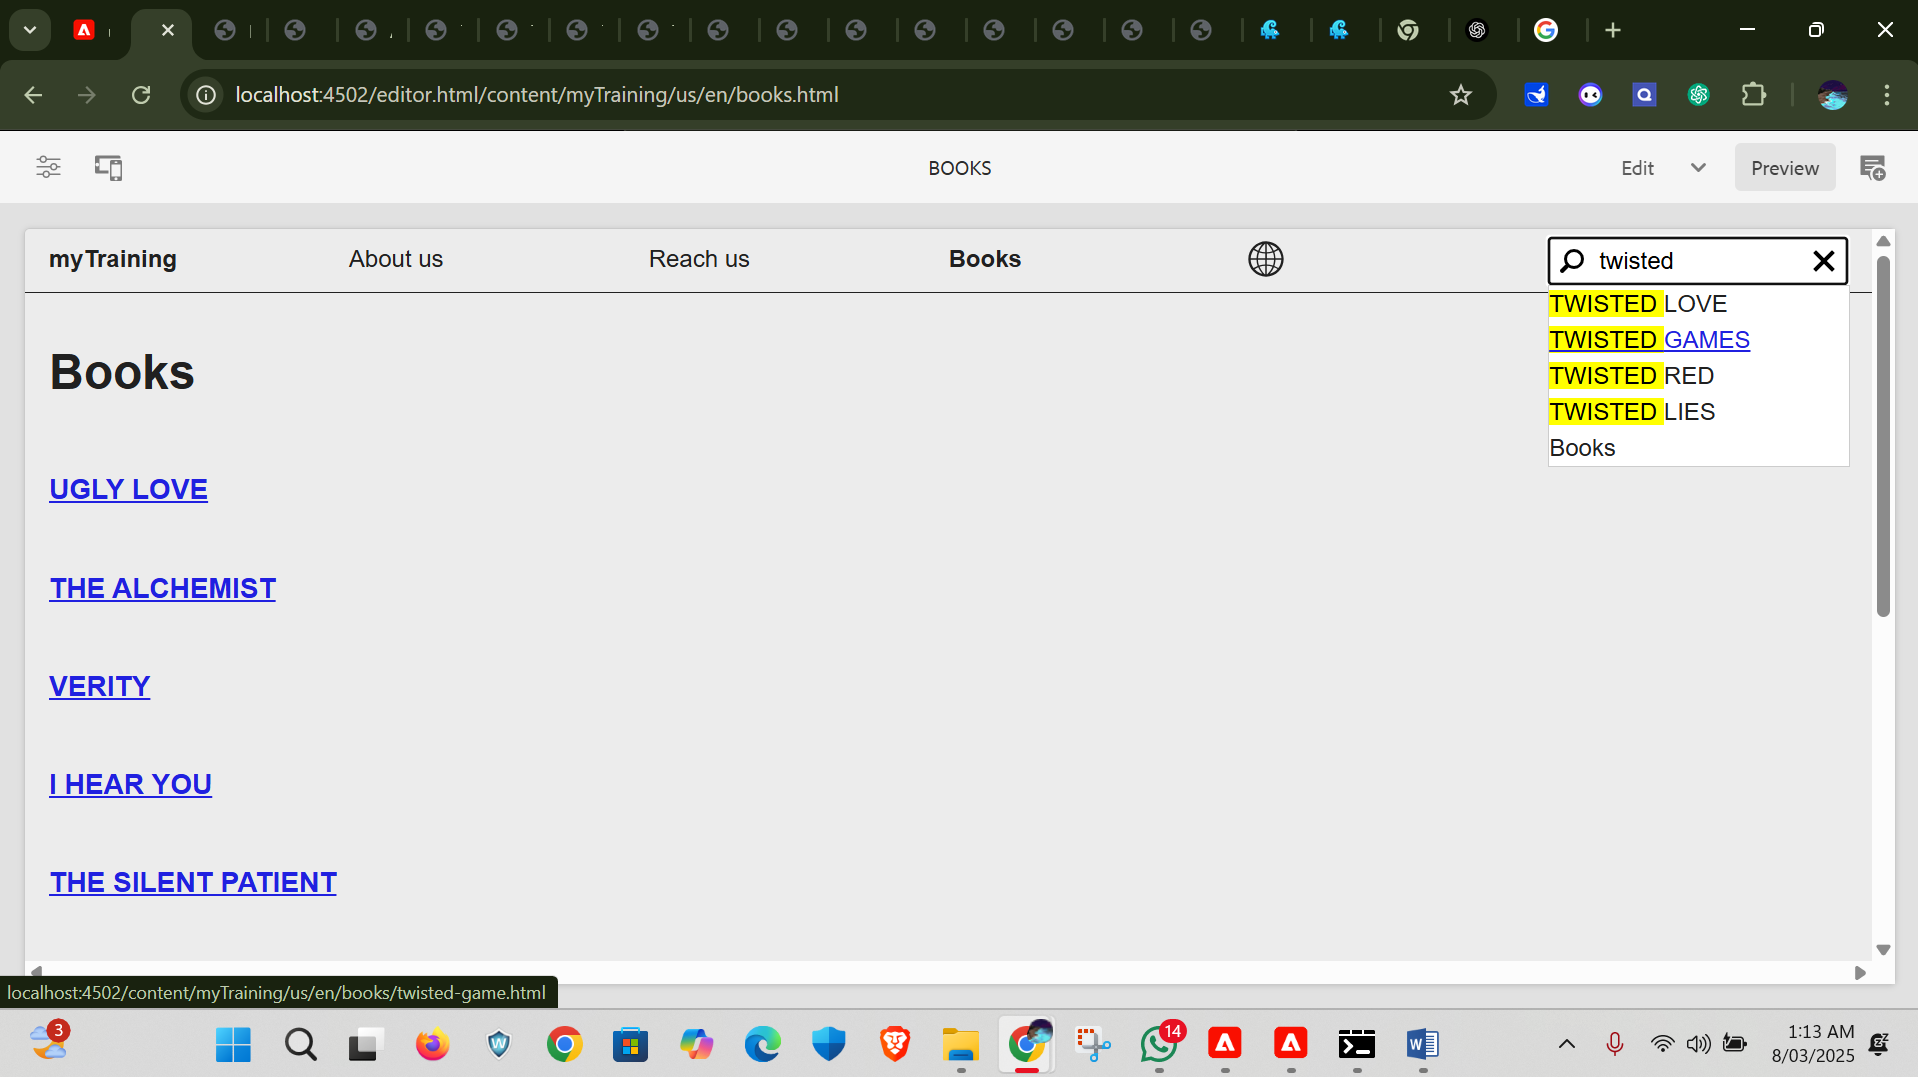 localhost:4502/editor.html/content/myTraining/us/en/books.html
BOOKS
Edit
Preview
myTraining
About us
Reach us
Books
twisted
TWISTED LOVE
TWISTED GAMES
TWISTED RED
TWISTED LIES
Books
Books
UGLY LOVE
THE ALCHEMIST
VERITY
I HEAR YOU
THE SILENT PATIENT
localhost:4502/content/myTraining/us/en/books/twisted-game.html
3
14
1:13 AM
8/03/2025